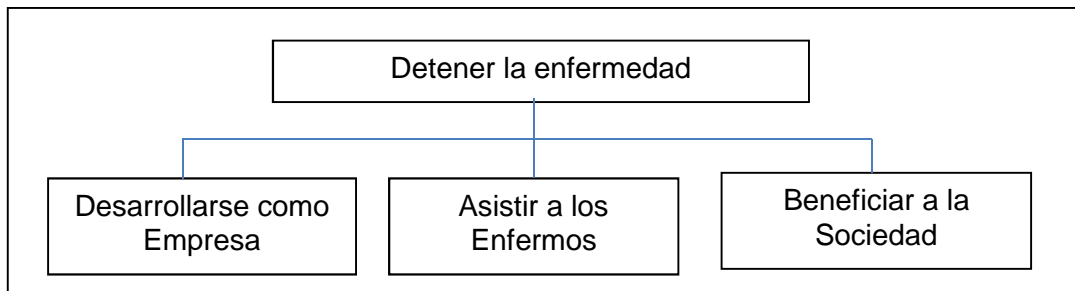 Detener la enfermedad
Desarrollarse como
Empresa
Asistir a los
Enfermos
Beneficiar a la
Sociedad